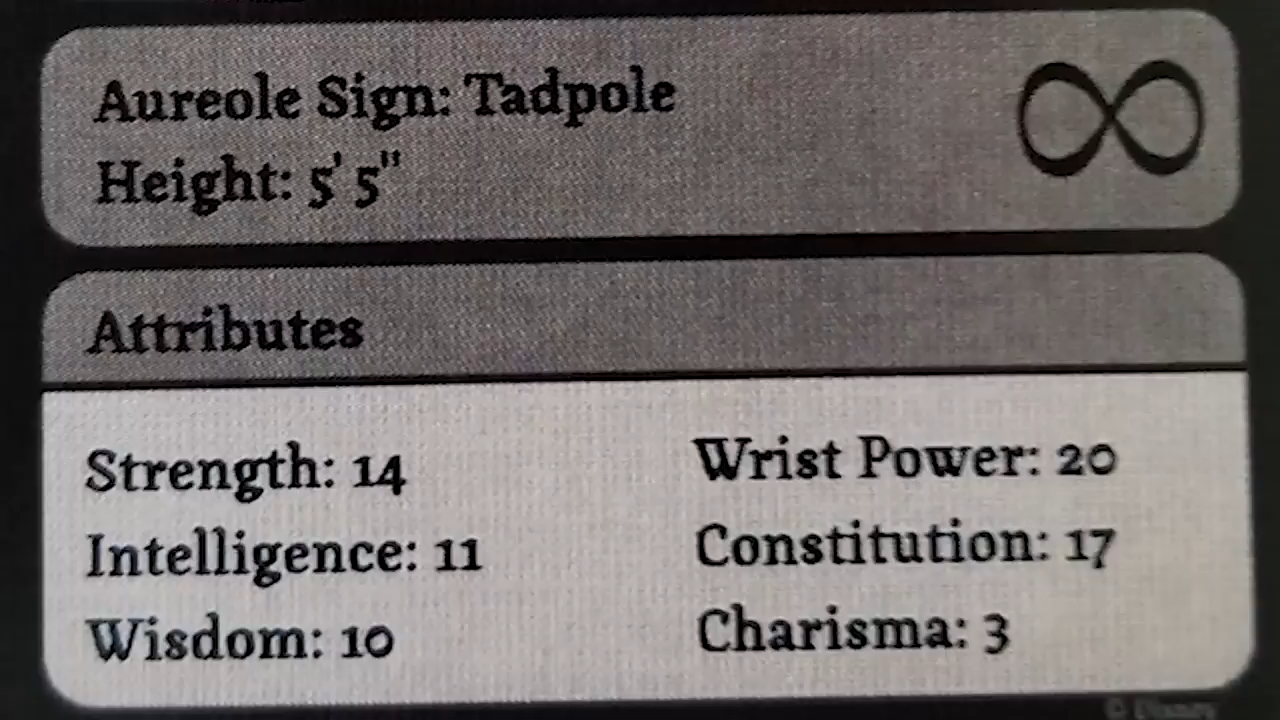 Aureole Sign: Tadpole
Height: 5' 5"
Attributes
Strength: 14
Wrist Power: 20
Intelligence: 11
Constitution: 17
Wisdom: 10
Charisma: 3
© Disney